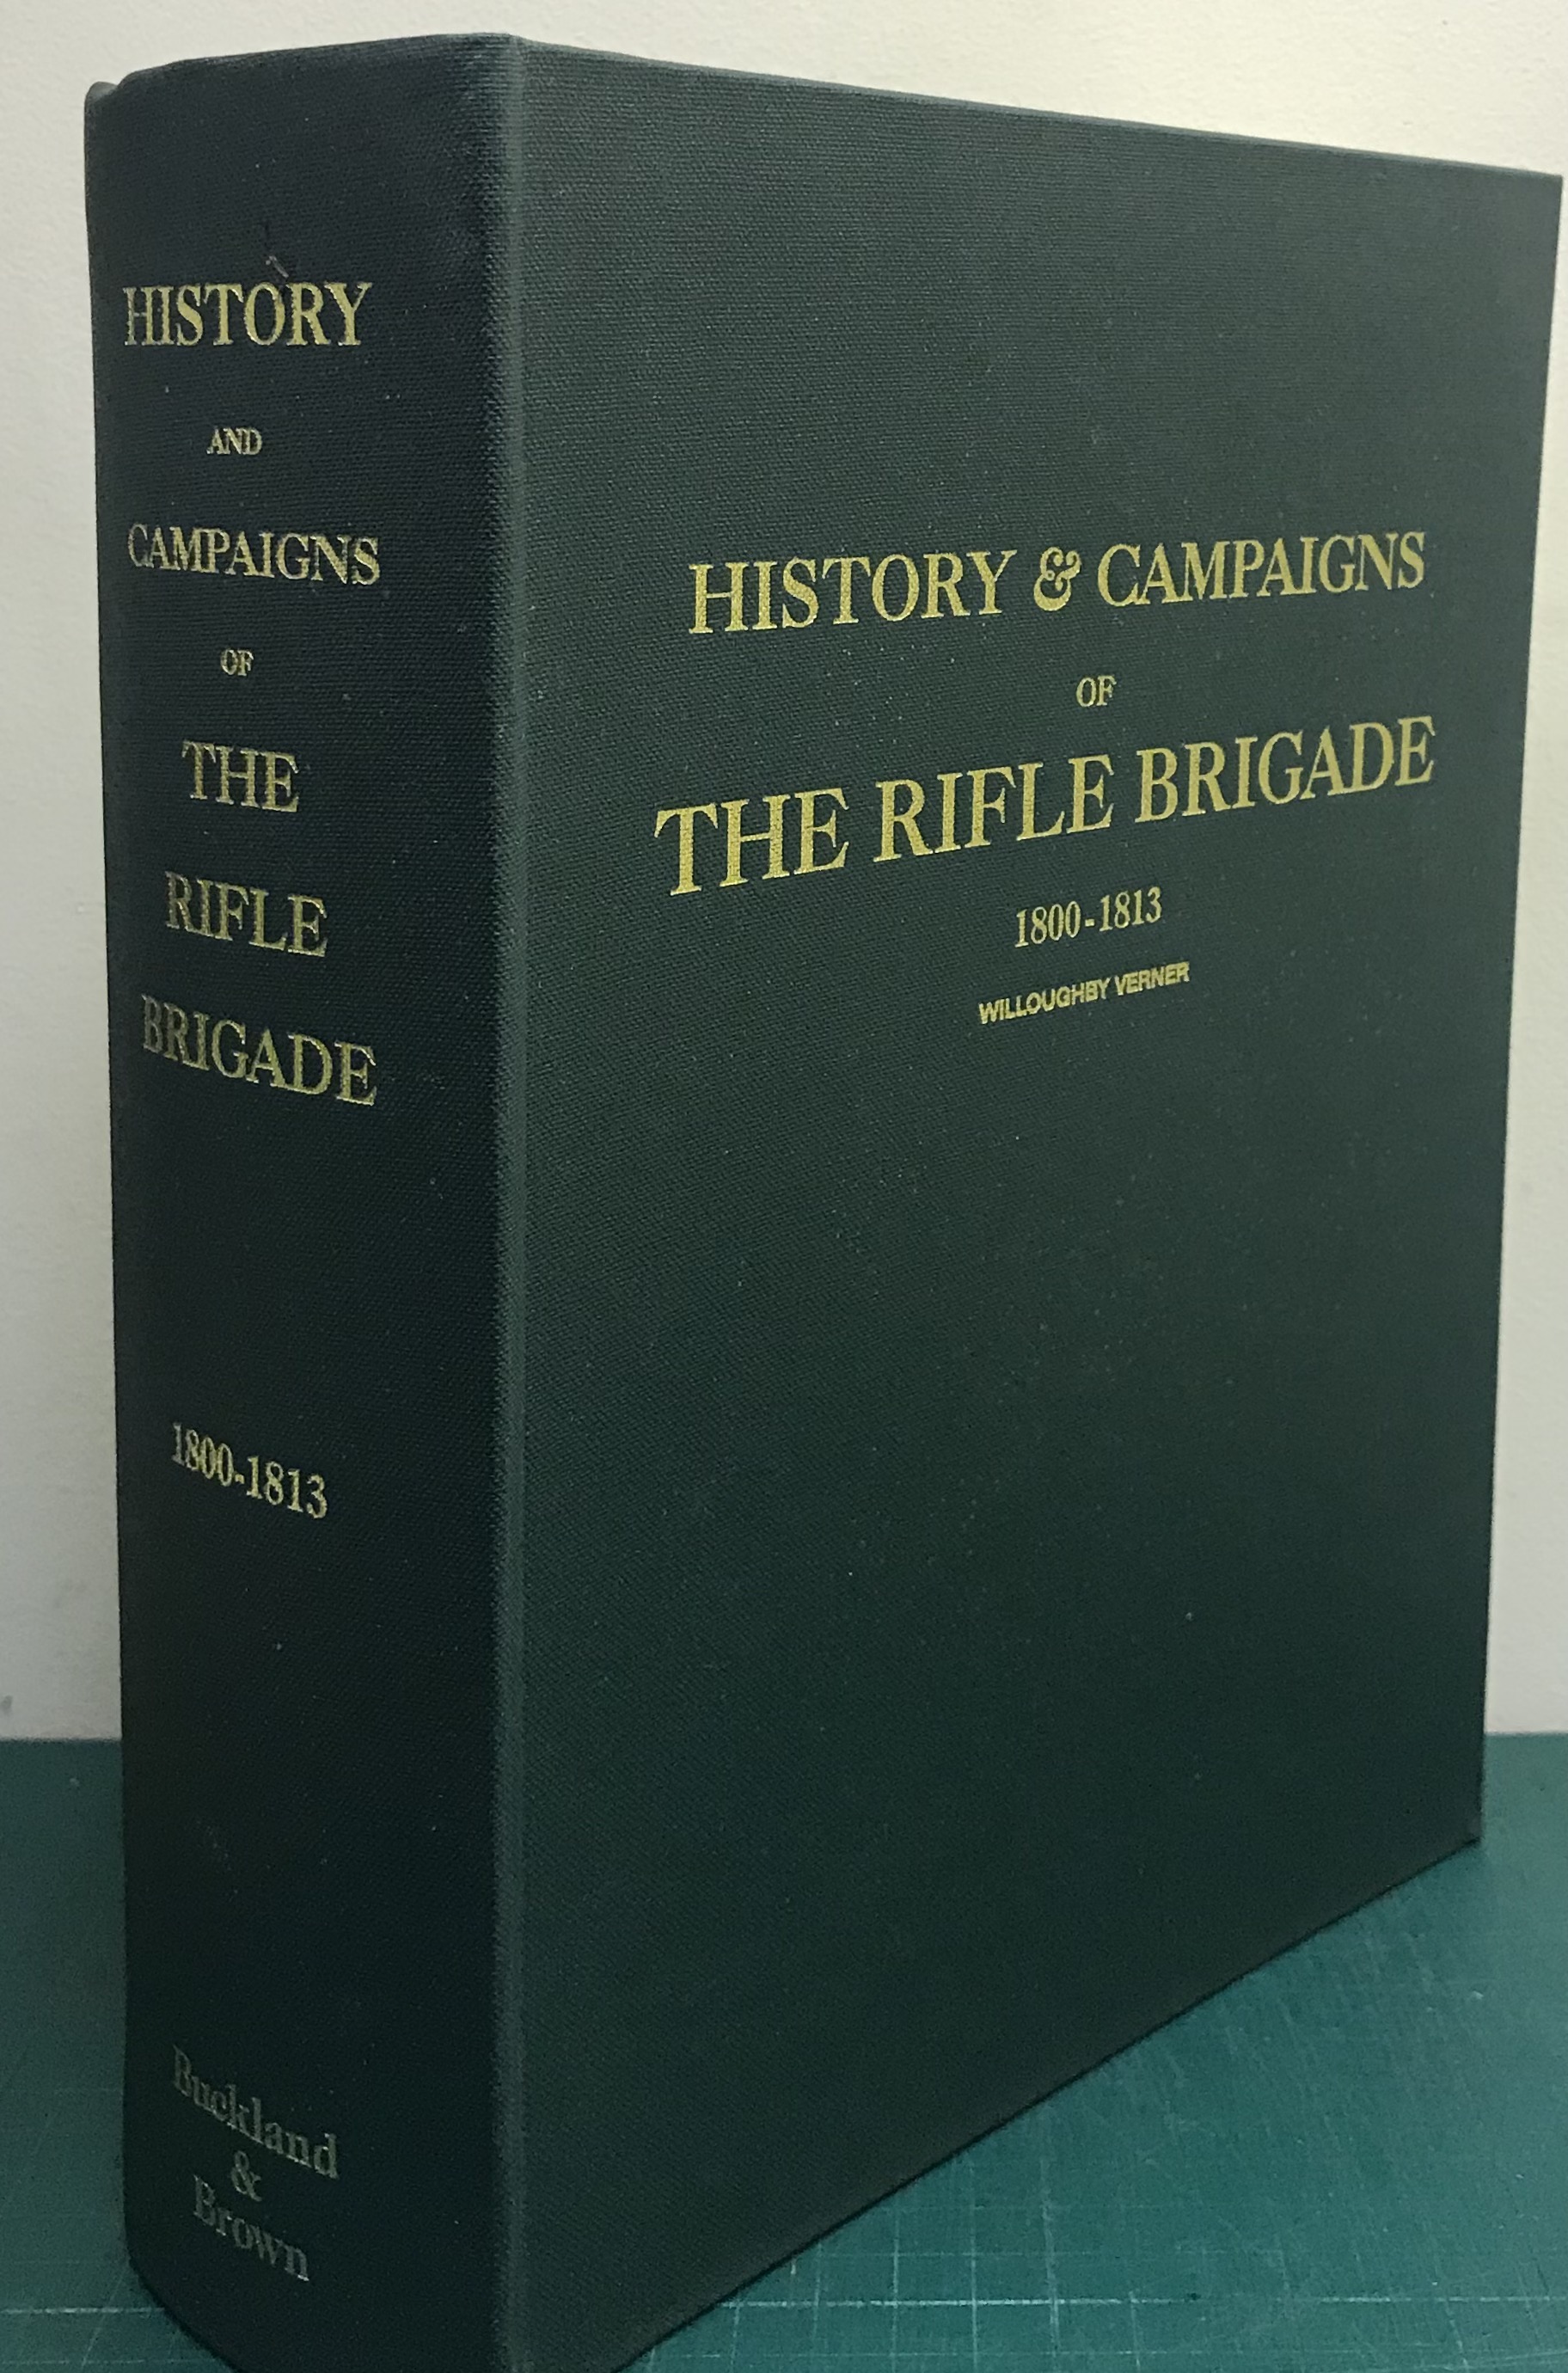 HISTORY
AND
CAMPAIGNS
OF
THE
RIFLE
BRIGADE
1800-1813
Buckland
&
Brown
HISTORY & CAMPAIGNS
OF
THE RIFLE BRIGADE
1800-1813
WILLOUGHBY VERNER